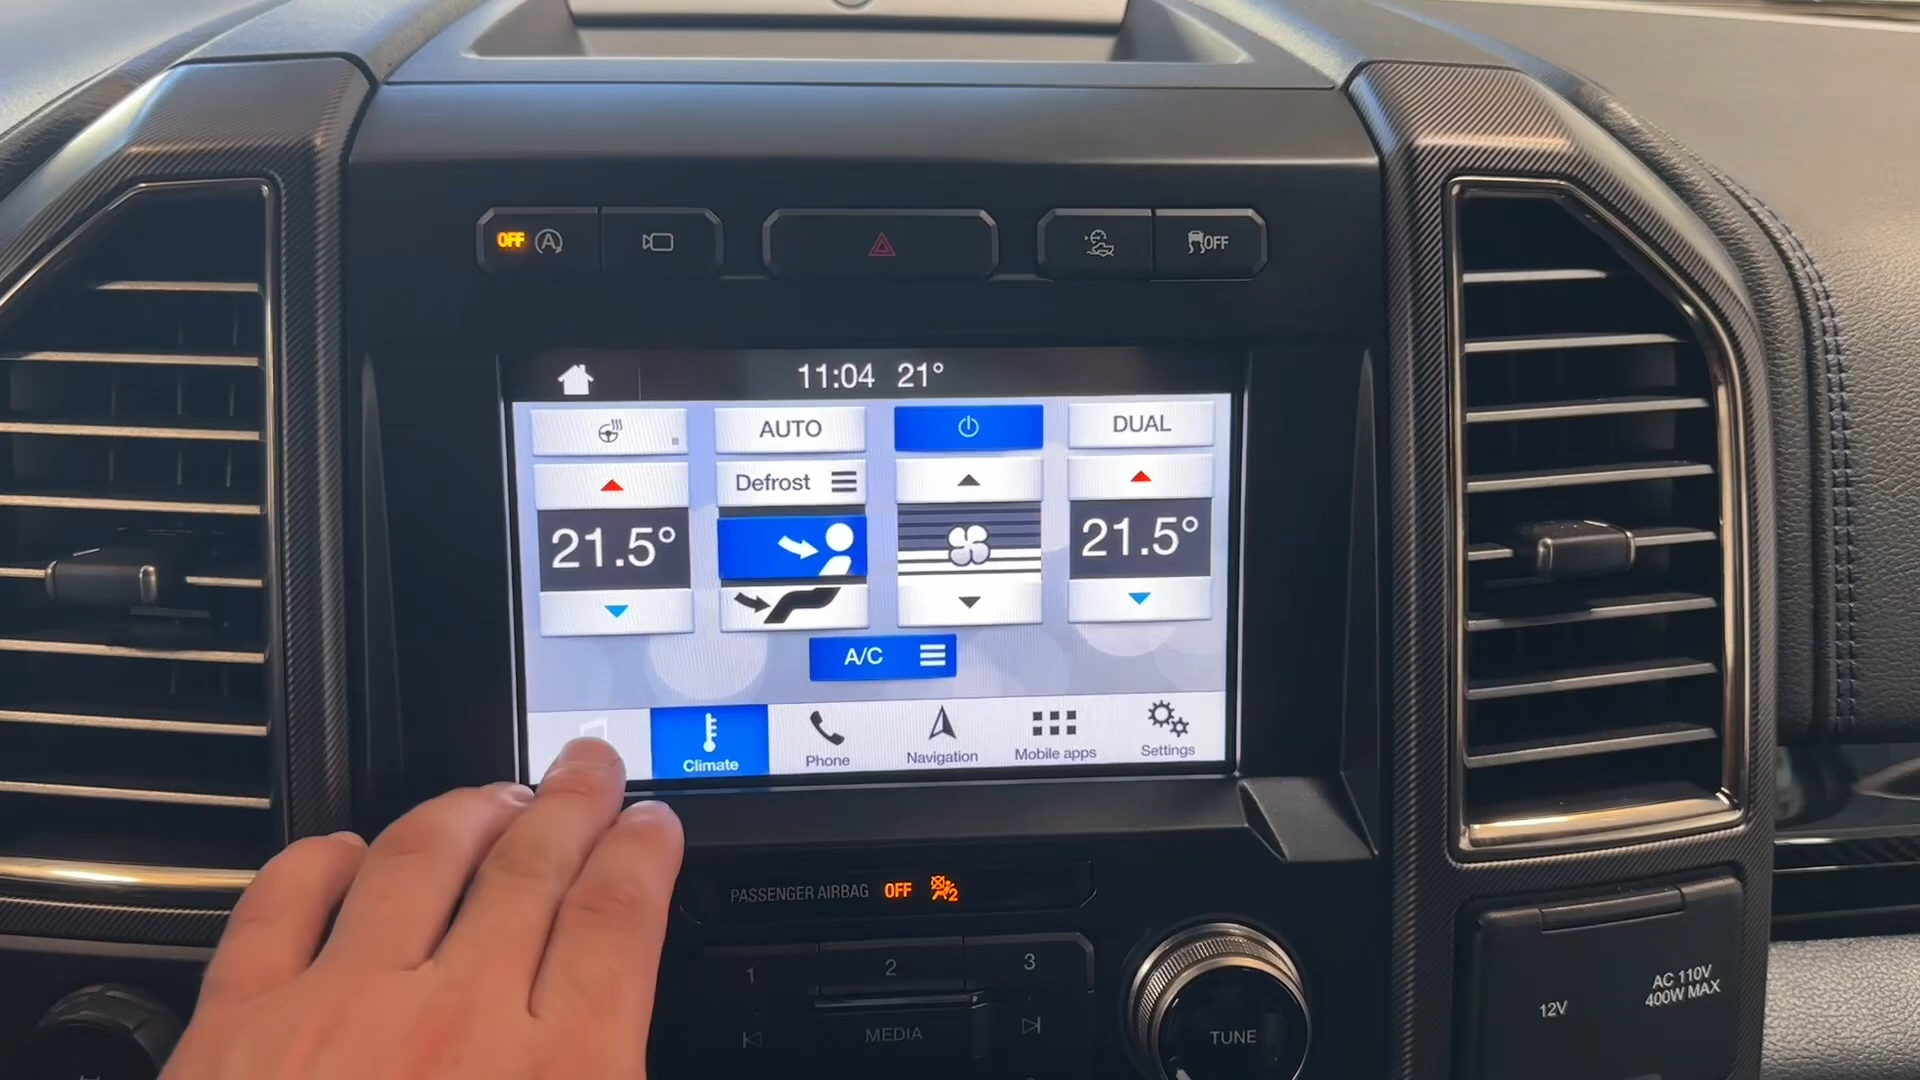 OFF A
OFF
11:04 21°
AUTO
DUAL
Defrost
21.5°
21.5°
A/C
Climate
Phone
Navigation
Mobile apps
Settings
PASSENGER AIRBAG OFF 2
1
2
3
MEDIA
TUNE
12V
AC 110V
400W MAX